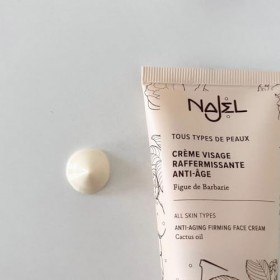 NAJEL
TOUS TYPES DE PEAUX
CRÈME VISAGE
RAFFERMISSANTE
ANTI-ÂGE
Figue de Barbarie
ALL SKIN TYPES
ANTI-AGING FIRMING FACE CREAM
Cactus oil